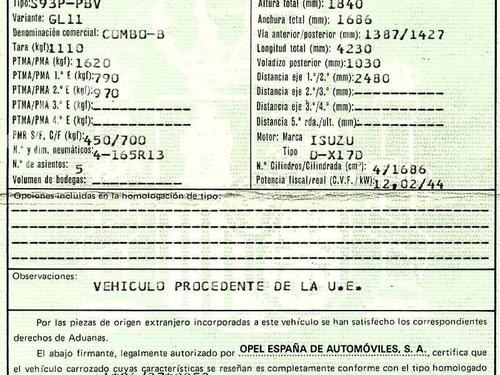 Tipo: S93P-PBV
Variante: GL11
Denominación comercial: COMBO-B
Tara (kgf) 1110
PTMA/PMA (kgf): 1620
PTMA/PMA 1.º E (kgf): 790
PTMA/PMA 2.º E (kgf): 970
PTMA/PMA 3.º E (kgf):
PTMA/PMA 4.º E (kgf):
PMR S/F, C/F (kgf): 450/700
N.º y dim. neumáticos: 4-165R13
N.º de asientos: 5
Volumen de bodegas:
Altura total (mm): 1840
Anchura total (mm): 1686
Vía anterior/posterior (mm): 1387/1427
Longitud total (mm): 4230
Voladizo posterior (mm): 1030
Distancia eje 1.º/2.º (mm): 2480
Distancia eje 2.º/3.º (mm):
Distancia eje 3.º/4.º (mm):
Distancia 5.ª rda./ult. (mm):
Motor: Marca ISUZU
Tipo D-X17D
N.º Cilindros/Cilindrada (cm³) 4/1686
Potencia fiscal/real (C.V.F./kW): 12,02/44
Opciones incluidas en la homologación de tipo:
Observaciones:
VEHICULO PROCEDENTE DE LA U.E.
Por las piezas de origen extranjero incorporadas a este vehículo se han satisfecho los correspondientes
derechos de Aduanas.
El abajo firmante, legalmente autorizado por OPEL ESPAÑA DE AUTOMÓVILES, S. A., certifica que
el vehículo carrozado cuyas características se reseñan es completamente conforme con el tipo homologado